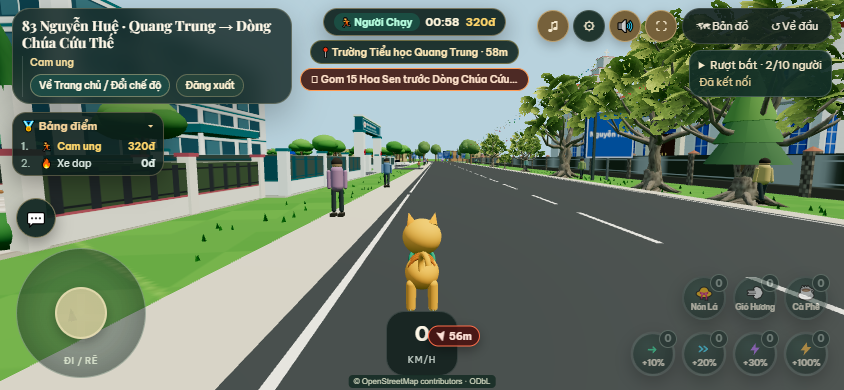 83 Nguyễn Huệ · Quang Trung → Dòng
Chúa Cứu Thế
Cam ung
Về Trang chủ / Đổi chế độ
Đăng xuất
Người Chạy 00:58 320đ
Trường Tiểu học Quang Trung · 58m
Gom 15 Hoa Sen trước Dòng Chúa Cứu...
Bản đồ
Về đầu
Rượt bắt · 2/10 người
Đã kết nối
Bảng điểm
1. Cam ung 320đ
2. Xe dap 0đ
Nguyễn
ĐI / RẼ
0
KM/H
56m
0
Nón Lá
0
Gió Hương
0
Cà Phê
0
+10%
0
+20%
0
+30%
0
+100%
© OpenStreetMap contributors · ODbL